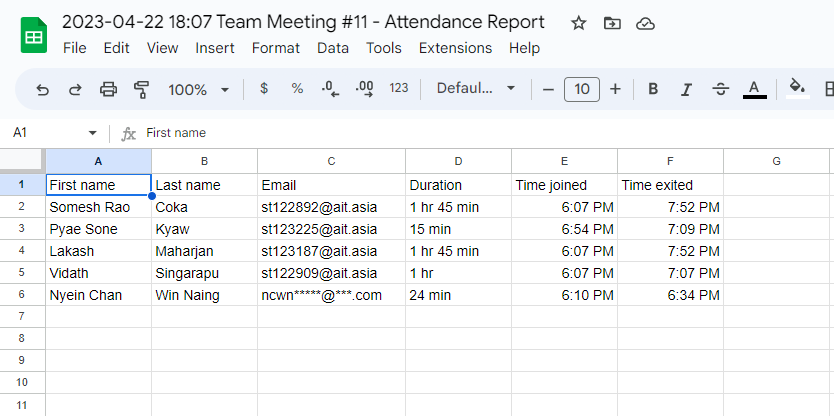 2023-04-22 18:07 Team Meeting #11 - Attendance Report
File Edit View Insert Format Data Tools Extensions Help
100% $ % .0 .00 123 Defaul... − 10 + B I S A
A1 fx First name
A B C D E F G
1 First name Last name Email Duration Time joined Time exited
2 Somesh Rao Coka st122892@ait.asia 1 hr 45 min 6:07 PM 7:52 PM
3 Pyae Sone Kyaw st123225@ait.asia 15 min 6:54 PM 7:09 PM
4 Lakash Maharjan st123187@ait.asia 1 hr 45 min 6:07 PM 7:52 PM
5 Vidath Singarapu st122909@ait.asia 1 hr 6:07 PM 7:07 PM
6 Nyein Chan Win Naing ncwn*****@***.com 24 min 6:10 PM 6:34 PM
7
8
9
10
11